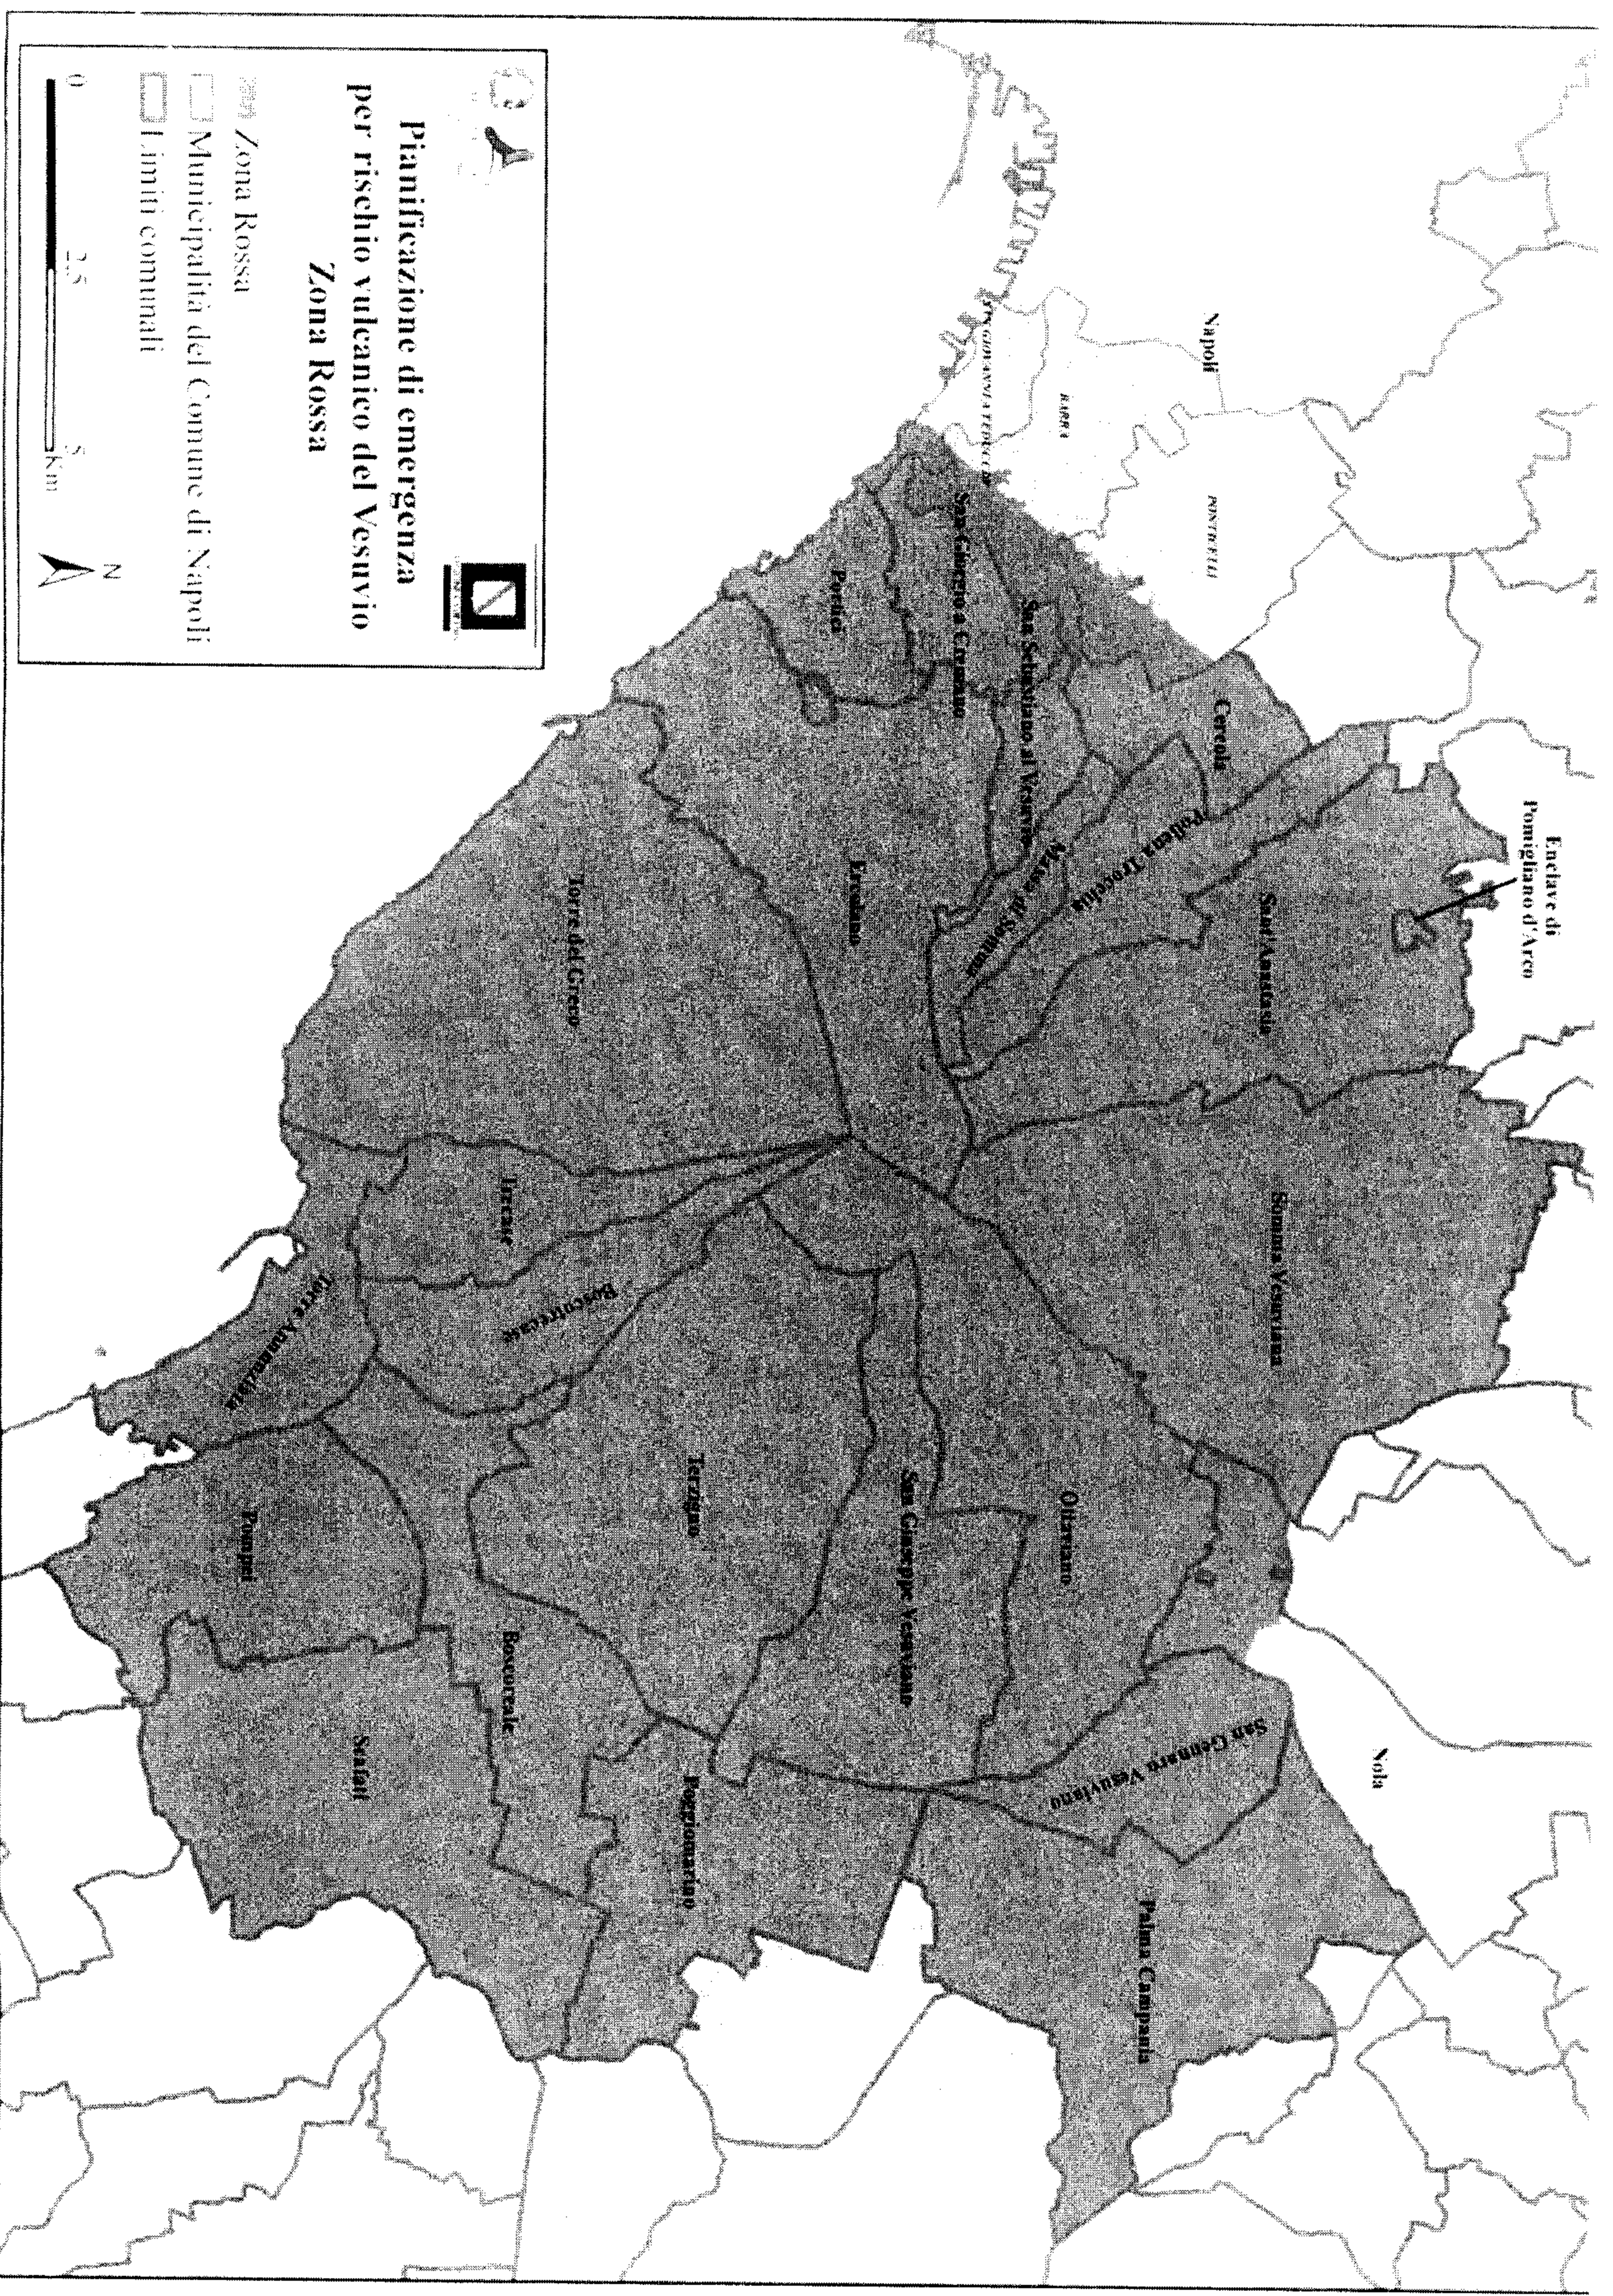 Pianificazione di emergenza
per rischio vulcanico del Vesuvio
Zona Rossa
Zona Rossa
Municipalità del Comune di Napoli
Limiti comunali
0 2,5 5
Km
N
Enclave di
Pomigliano d'Arco
Napoli
PONTICELLI
BARRA
SAN GIOVANNI A TEDUCCIO
Nola
Cercola
Sant'Anastasia
Somma Vesuviana
Pollena Trocchia
Massa di Somma
San Sebastiano al Vesuvio
San Giorgio a Cremano
Portici
Ercolano
Torre del Greco
Ottaviano
San Gennaro Vesuviano
Palma Campania
San Giuseppe Vesuviano
Terzigno
Poggiomarino
Boscoreale
Boscotrecase
Trecase
Torre Annunziata
Pompei
Scafati